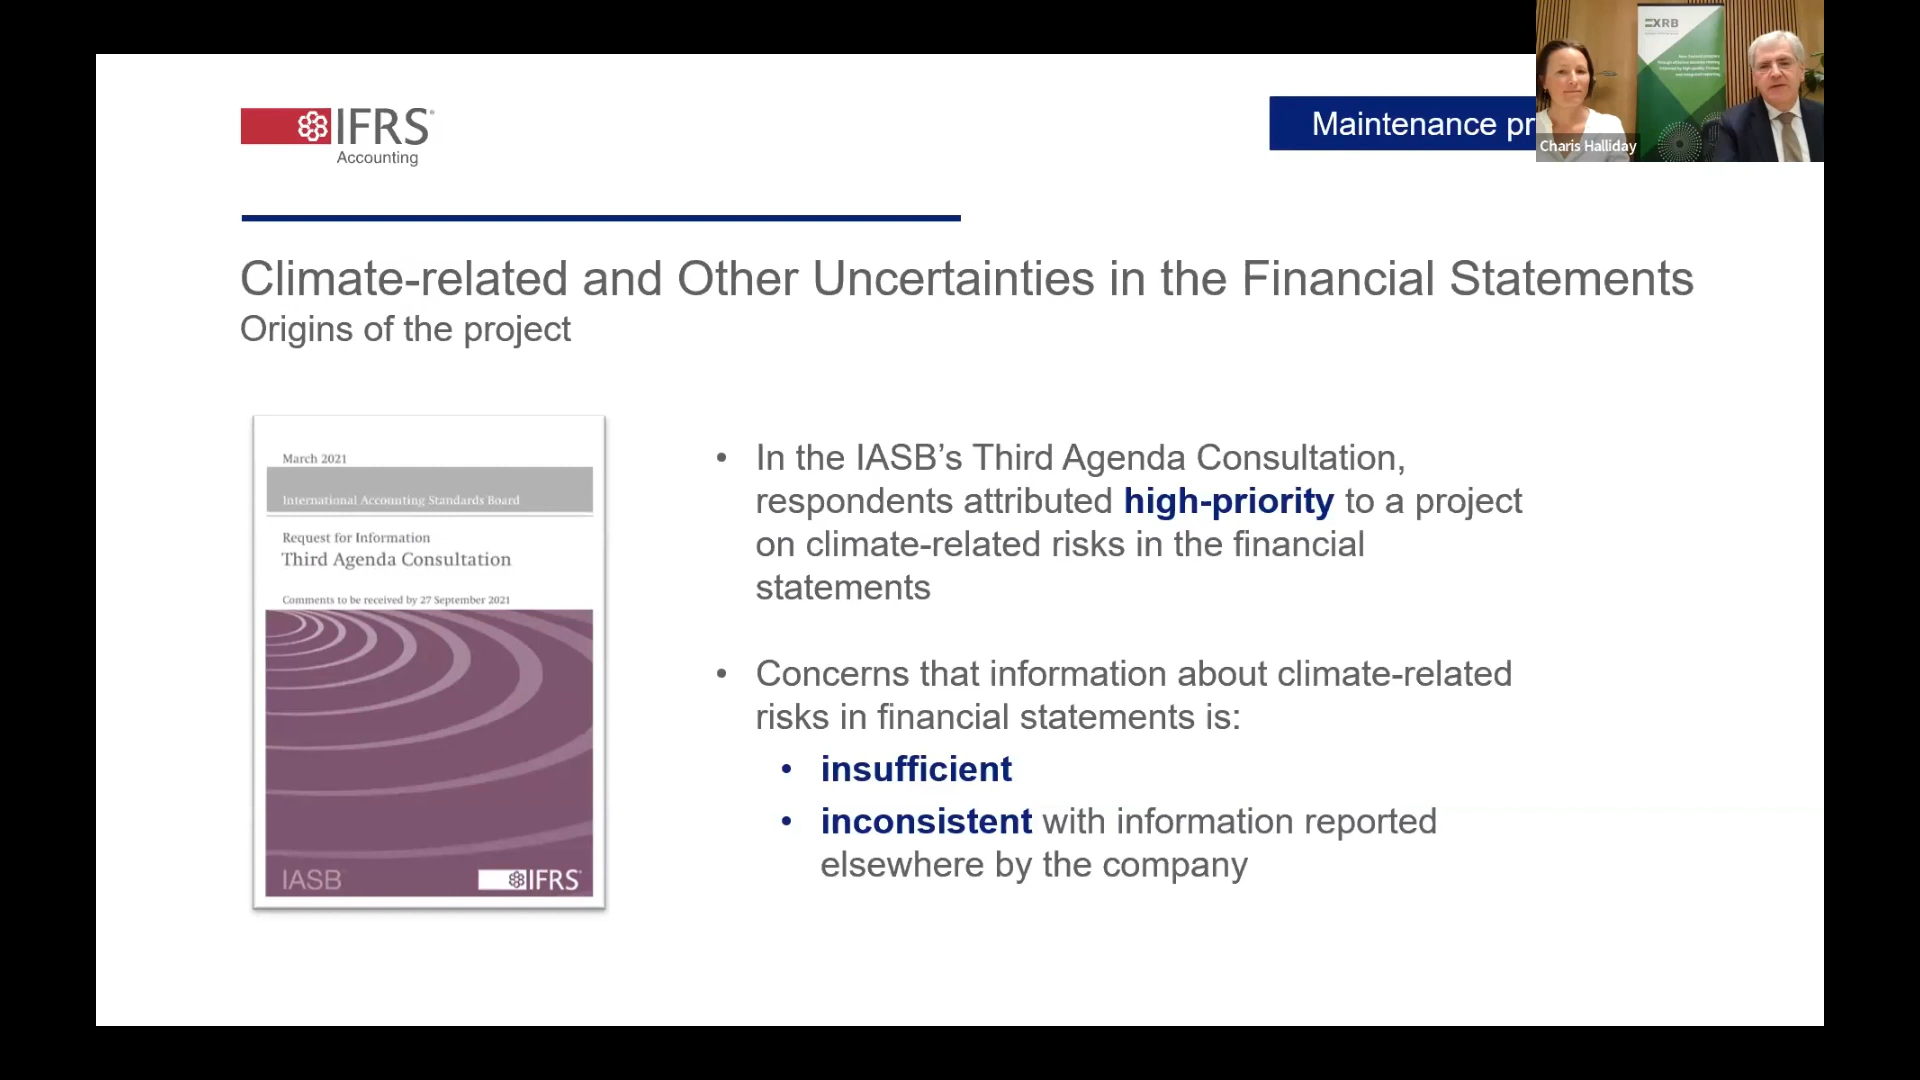 IFRS
Accounting
Maintenance pr
XRB
Charis Halliday
Climate-related and Other Uncertainties in the Financial Statements
Origins of the project
March 2021
International Accounting Standards Board
Request for Information
Third Agenda Consultation
Comments to be received by 27 September 2021
IASB
IFRS
• In the IASB’s Third Agenda Consultation,
respondents attributed high-priority to a project
on climate-related risks in the financial
statements
• Concerns that information about climate-related
risks in financial statements is:
• insufficient
• inconsistent with information reported
elsewhere by the company